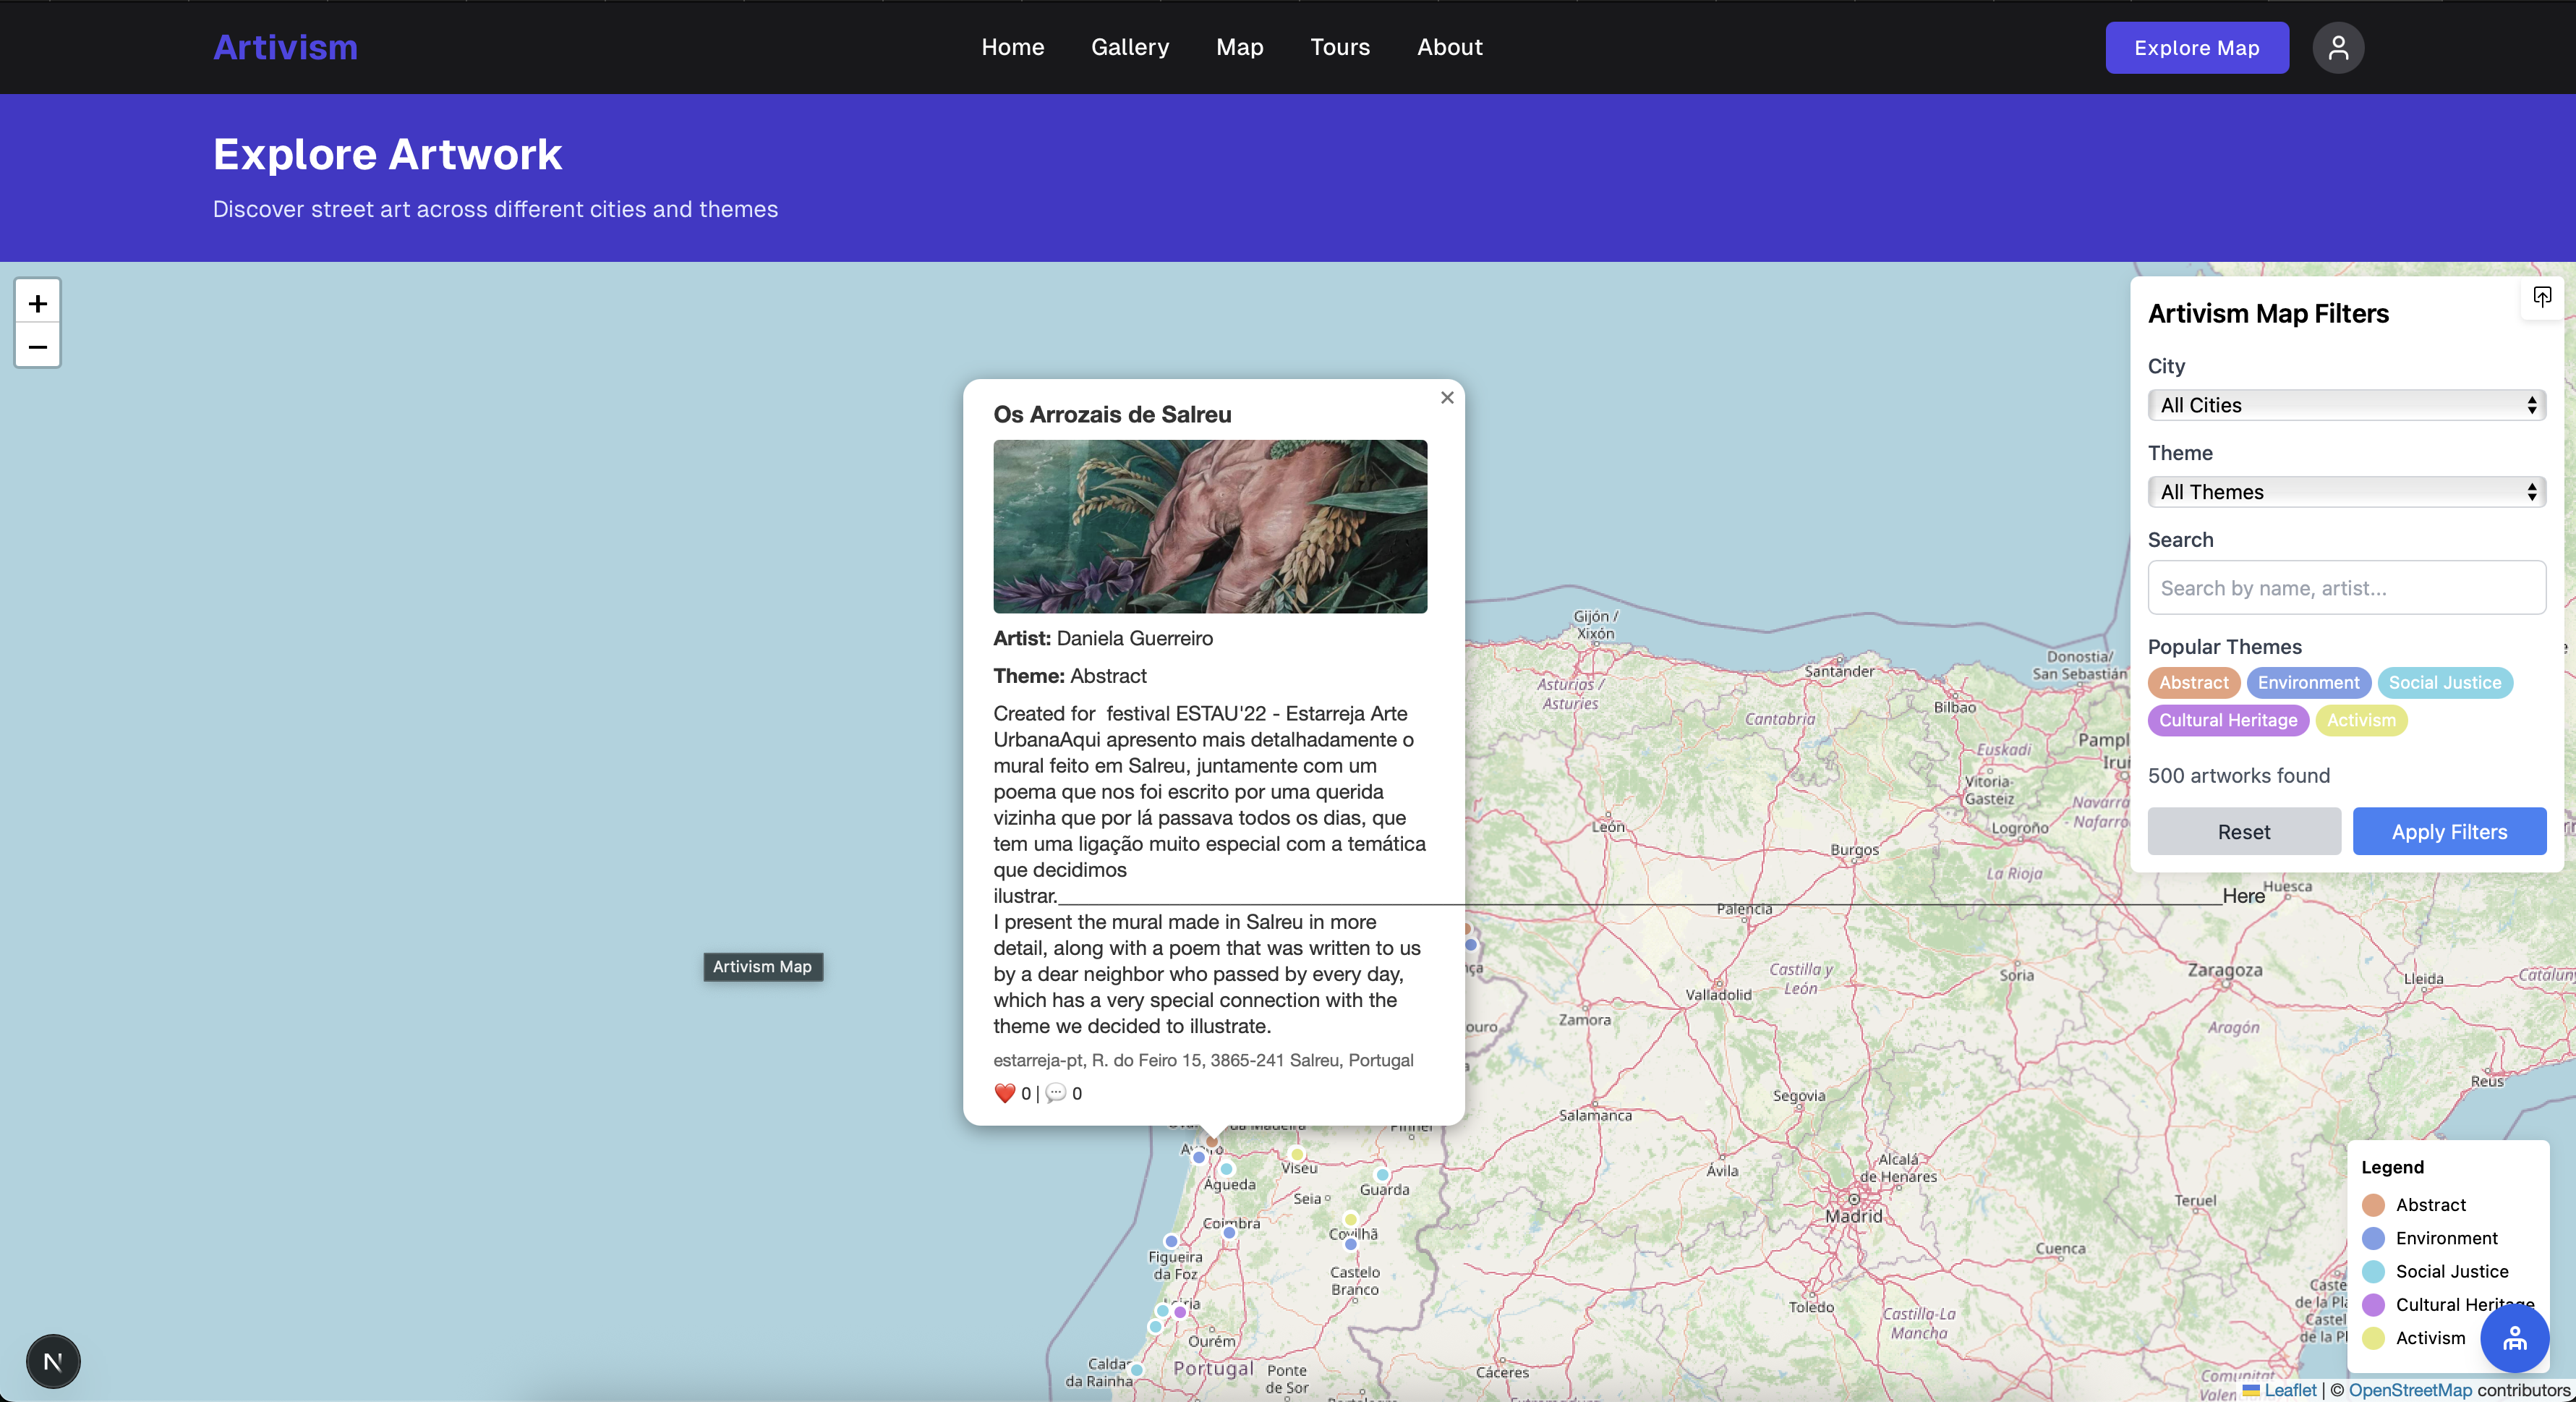 Artivism
Home Gallery Map Tours About
Explore Map
Explore Artwork
Discover street art across different cities and themes
+
−
Os Arrozais de Salreu
×
Artist: Daniela Guerreiro
Theme: Abstract
Created for festival ESTAU'22 - Estarreja Arte
UrbanaAqui apresento mais detalhadamente o
mural feito em Salreu, juntamente com um
poema que nos foi escrito por uma querida
vizinha que por lá passava todos os dias, que
tem uma ligação muito especial com a temática
que decidimos
ilustrar.________________________________Here
I present the mural made in Salreu in more
detail, along with a poem that was written to us
by a dear neighbor who passed by every day,
which has a very special connection with the
theme we decided to illustrate.
estarreja-pt, R. do Feiro 15, 3865-241 Salreu, Portugal
❤️ 0 | 💬 0
Artivism Map
Artivism Map Filters
City
All Cities
Theme
All Themes
Search
Search by name, artist...
Popular Themes
Abstract Environment Social Justice
Cultural Heritage Activism
500 artworks found
Reset Apply Filters
Gijón /
Xixón
Asturias /
Asturies
Santander
Cantabria
Bilbao
Donostia/
San Sebastián
Euskadi
Vitoria-
Gasteiz
Logroño
La Rioja
León
Burgos
Palencia
Huesca
Valladolid
Castilla y
León
Soria
Zaragoza
Lleida
Zamora
Aragón
Reus
Segovia
Salamanca
Ávila
Alcalá
de Henares
Madrid
Teruel
Cuenca
Toledo
Castilla-La
Mancha
Cáceres
Viseu
Águeda
Seia
Guarda
Coimbra
Covilhã
Figueira
da Foz
Castelo
Branco
Ourém
Portugal
Caldas
da Rainha
Ponte
de Sor
Legend
Abstract
Environment
Social Justice
Cultural Heritage
Activism
N
Leaflet | © OpenStreetMap contributors